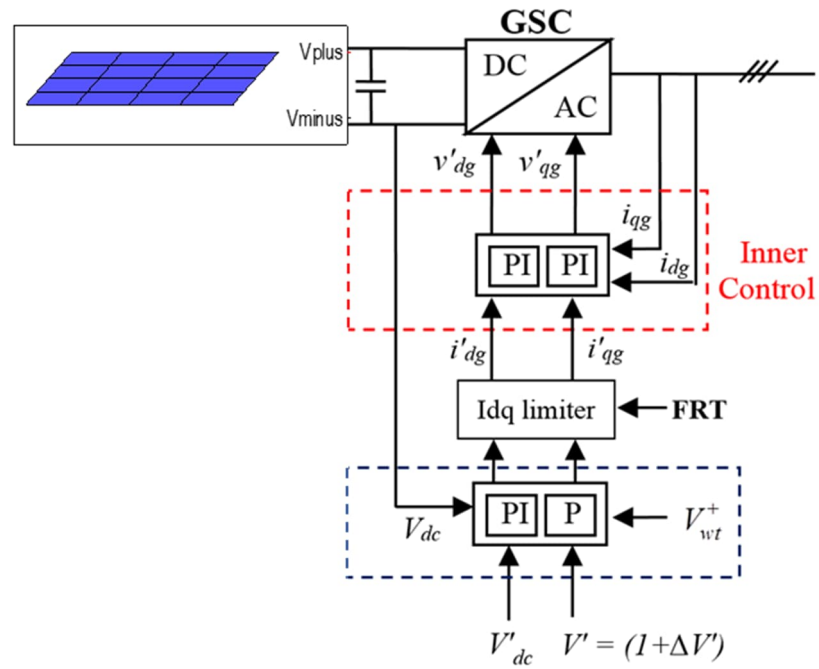 GSC
Vplus
DC
AC
Vminus
v'dg
v'qg
iqg
PI
PI
idg
Inner
Control
i'dg
i'qg
Idq limiter
FRT
PI
P
Vdc
V+wt
V'dc
V' = (1+ΔV')